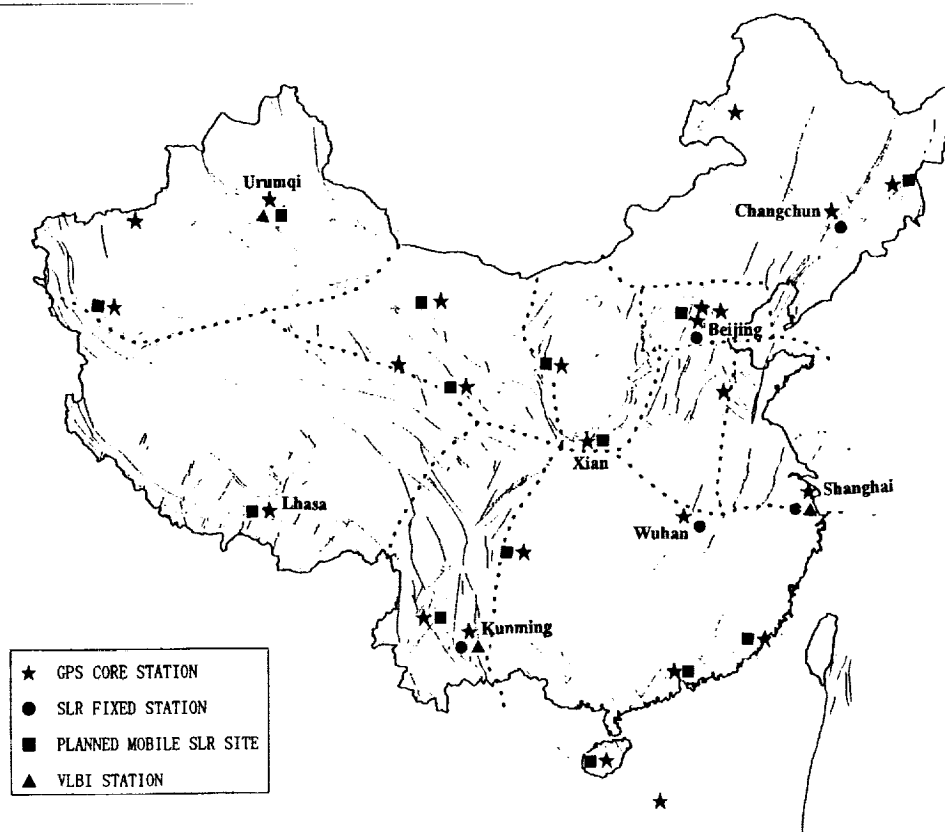 Urumqi
Changchun
Beijing
Xian
Lhasa
Shanghai
Wuhan
Kunming
GPS CORE STATION
SLR FIXED STATION
PLANNED MOBILE SLR SITE
VLBI STATION